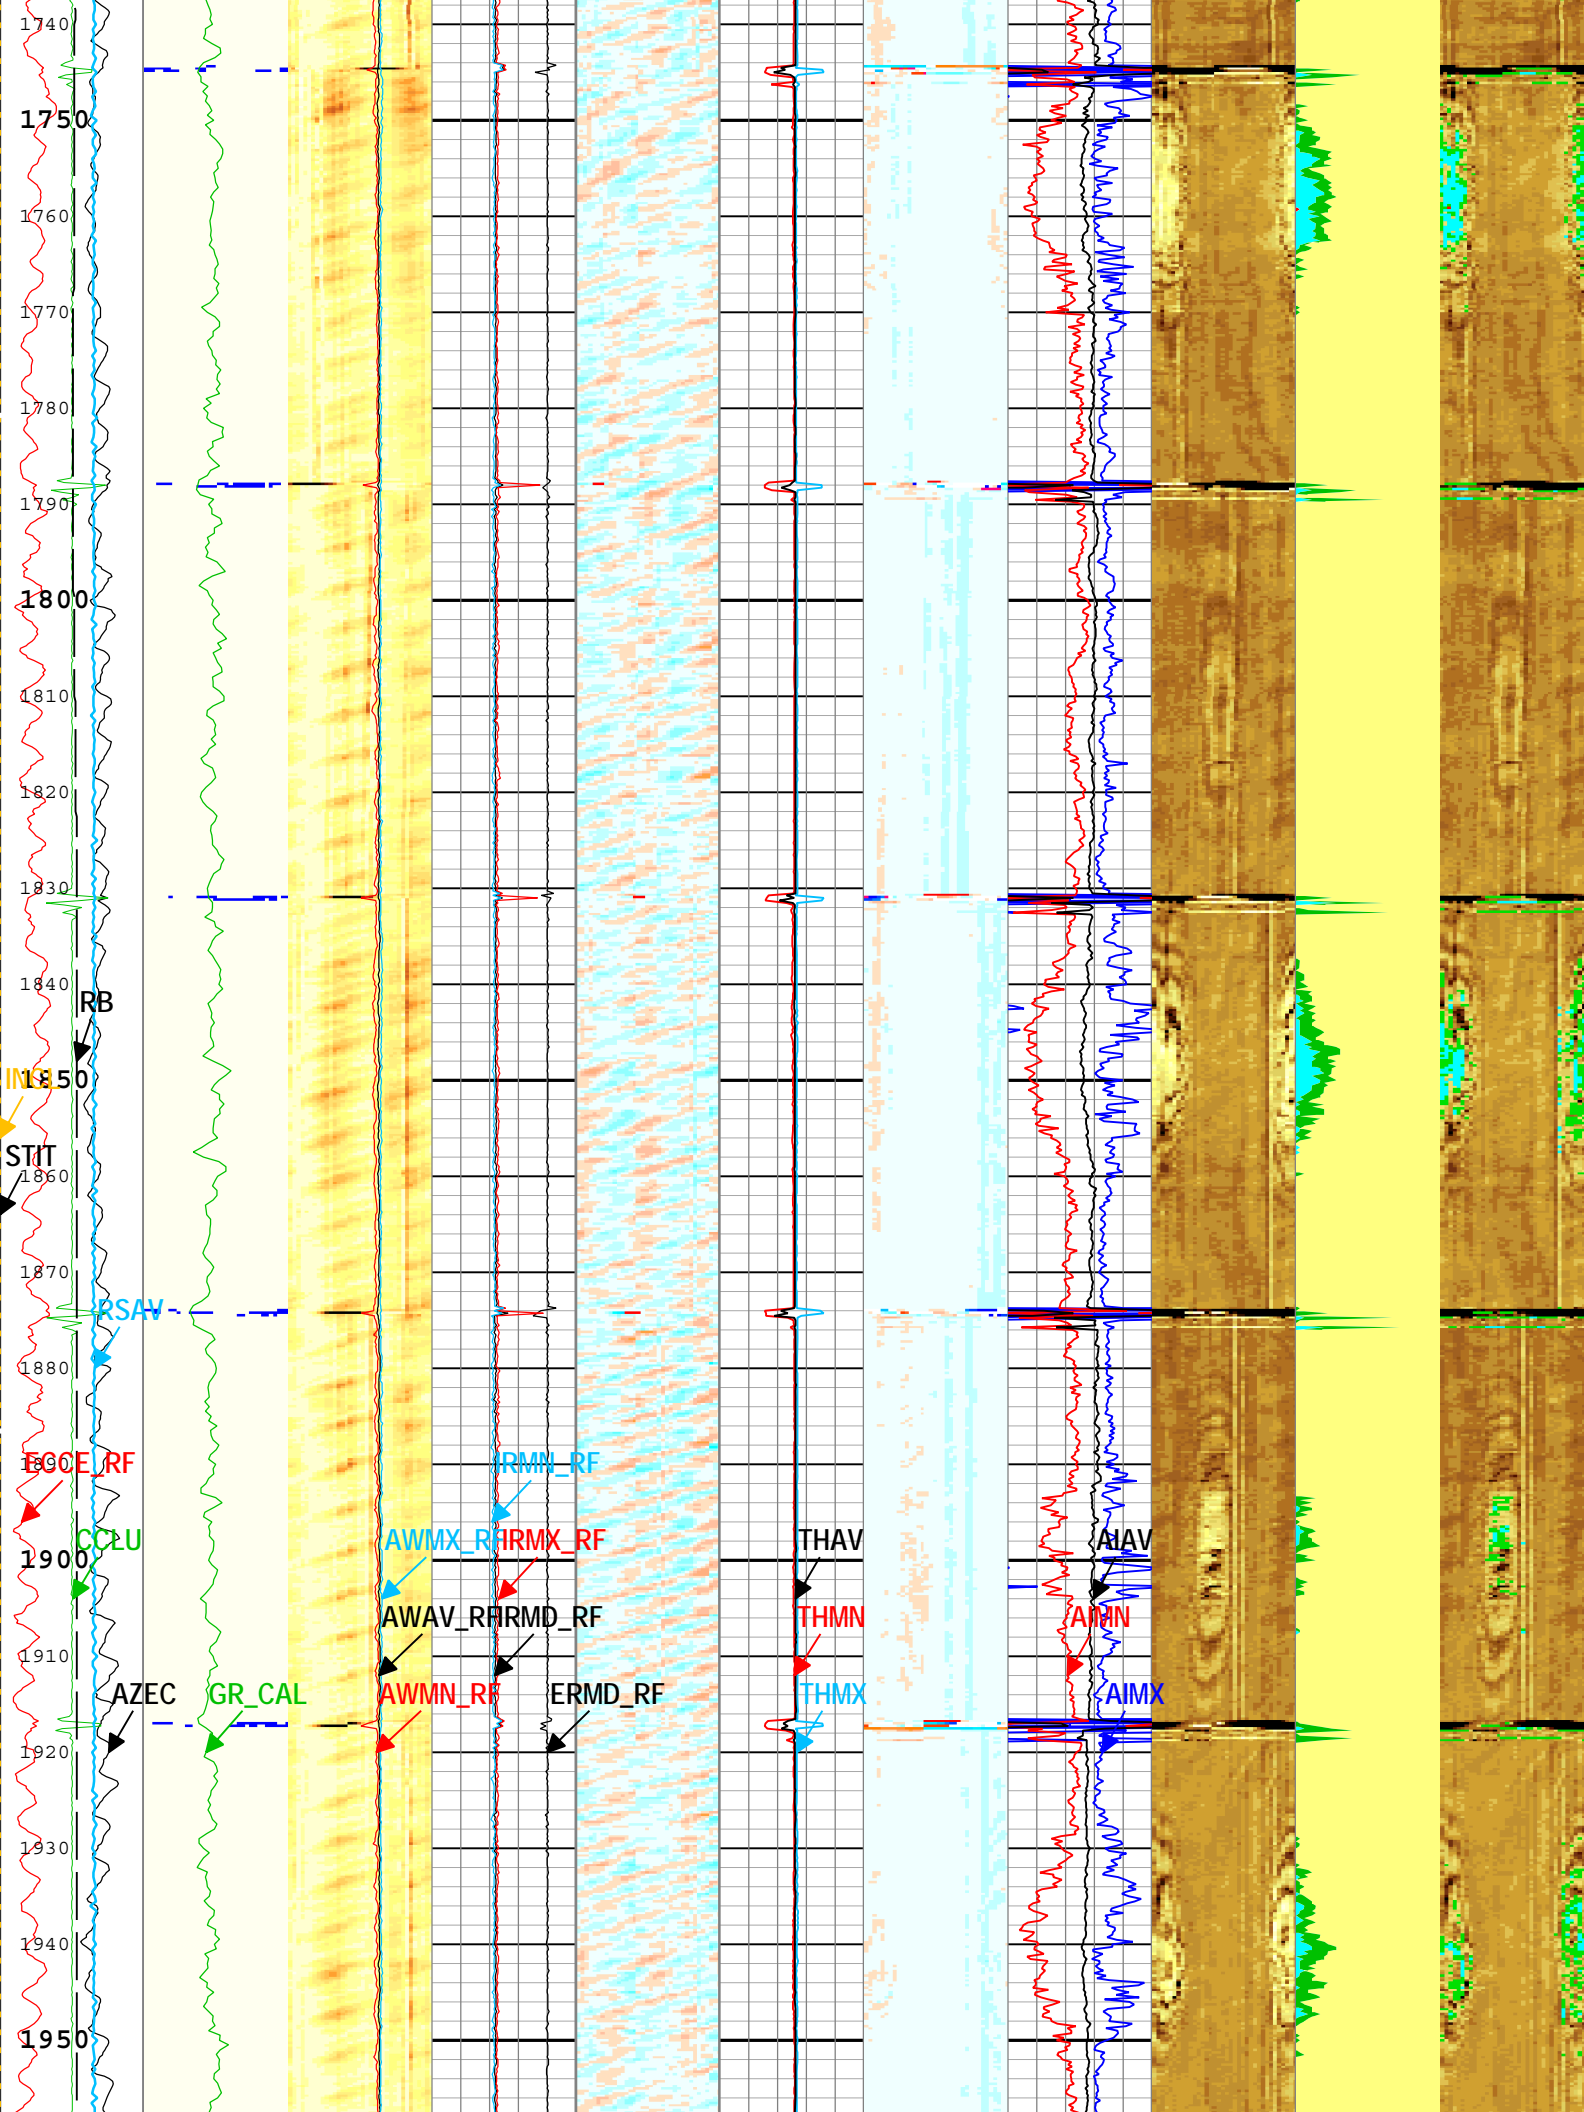 1740
1750
1760
1770
1780
1790
1800
1810
1820
1830
1840
RB
INCL 1850
STIT
1860
1870
RSAV
1880
1890 ECCE_RF IRMN_RF
1900 CCLU AWMX_RF IRMX_RF THAV AIAV
AWAV_RF IRMD_RF THMN AIMN
1910
AZEC GR_CAL AWMN_RF ERMD_RF THMX AIMX
1920
1930
1940
1950